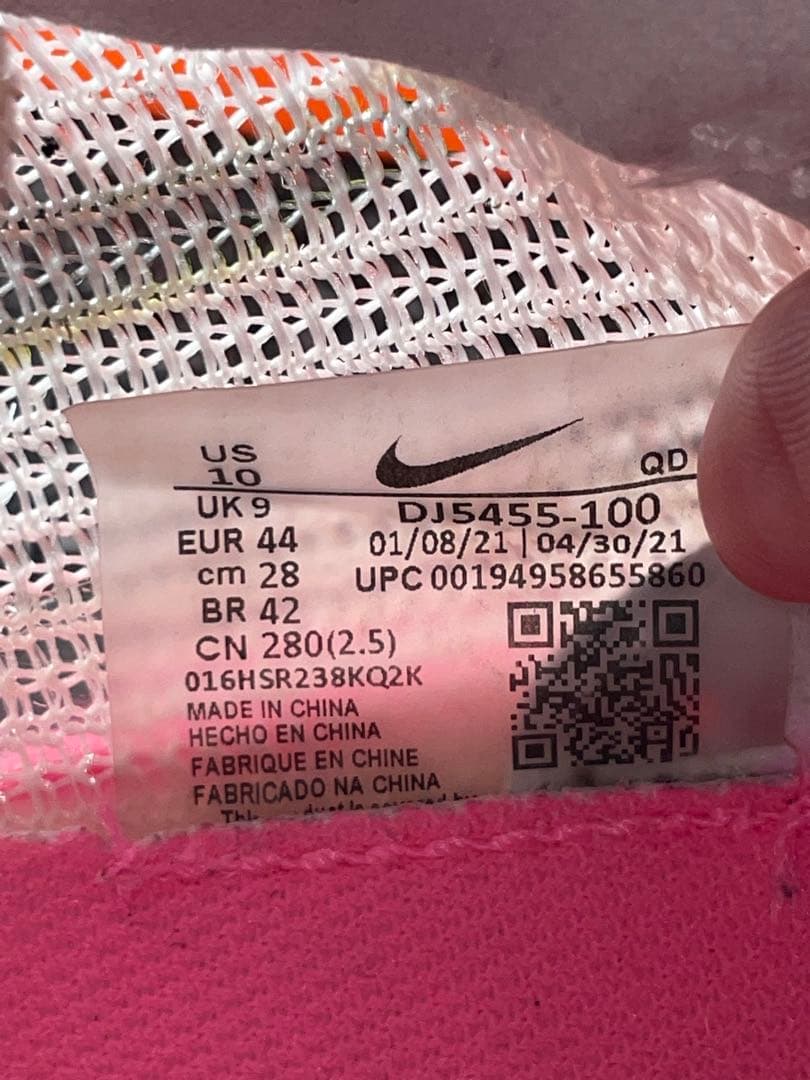 US
10
QD
UK 9
DJ5455-100
EUR 44
01/08/21 | 04/30/21
cm 28
UPC 00194958655860
BR 42
CN 280(2.5)
016HSR238KQ2K
MADE IN CHINA
HECHO EN CHINA
FABRIQUE EN CHINE
FABRICADO NA CHINA